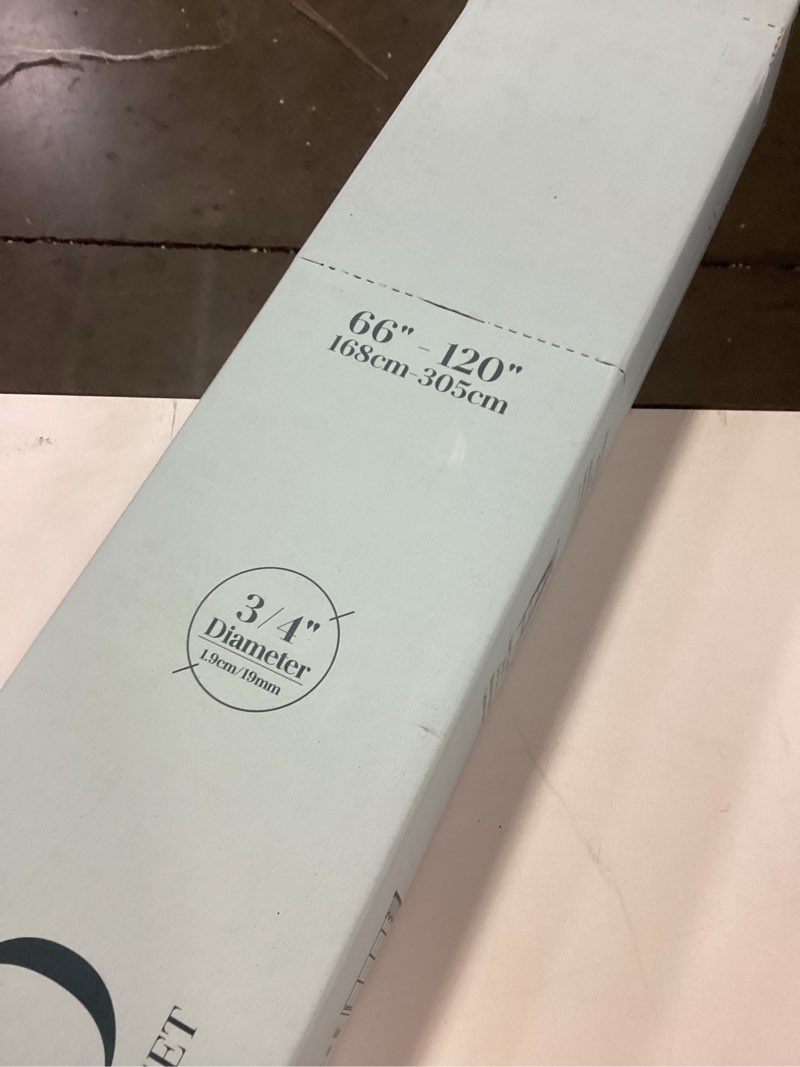 66" - 120"
168cm-305cm
3/4"
Diameter
1.9cm/19mm